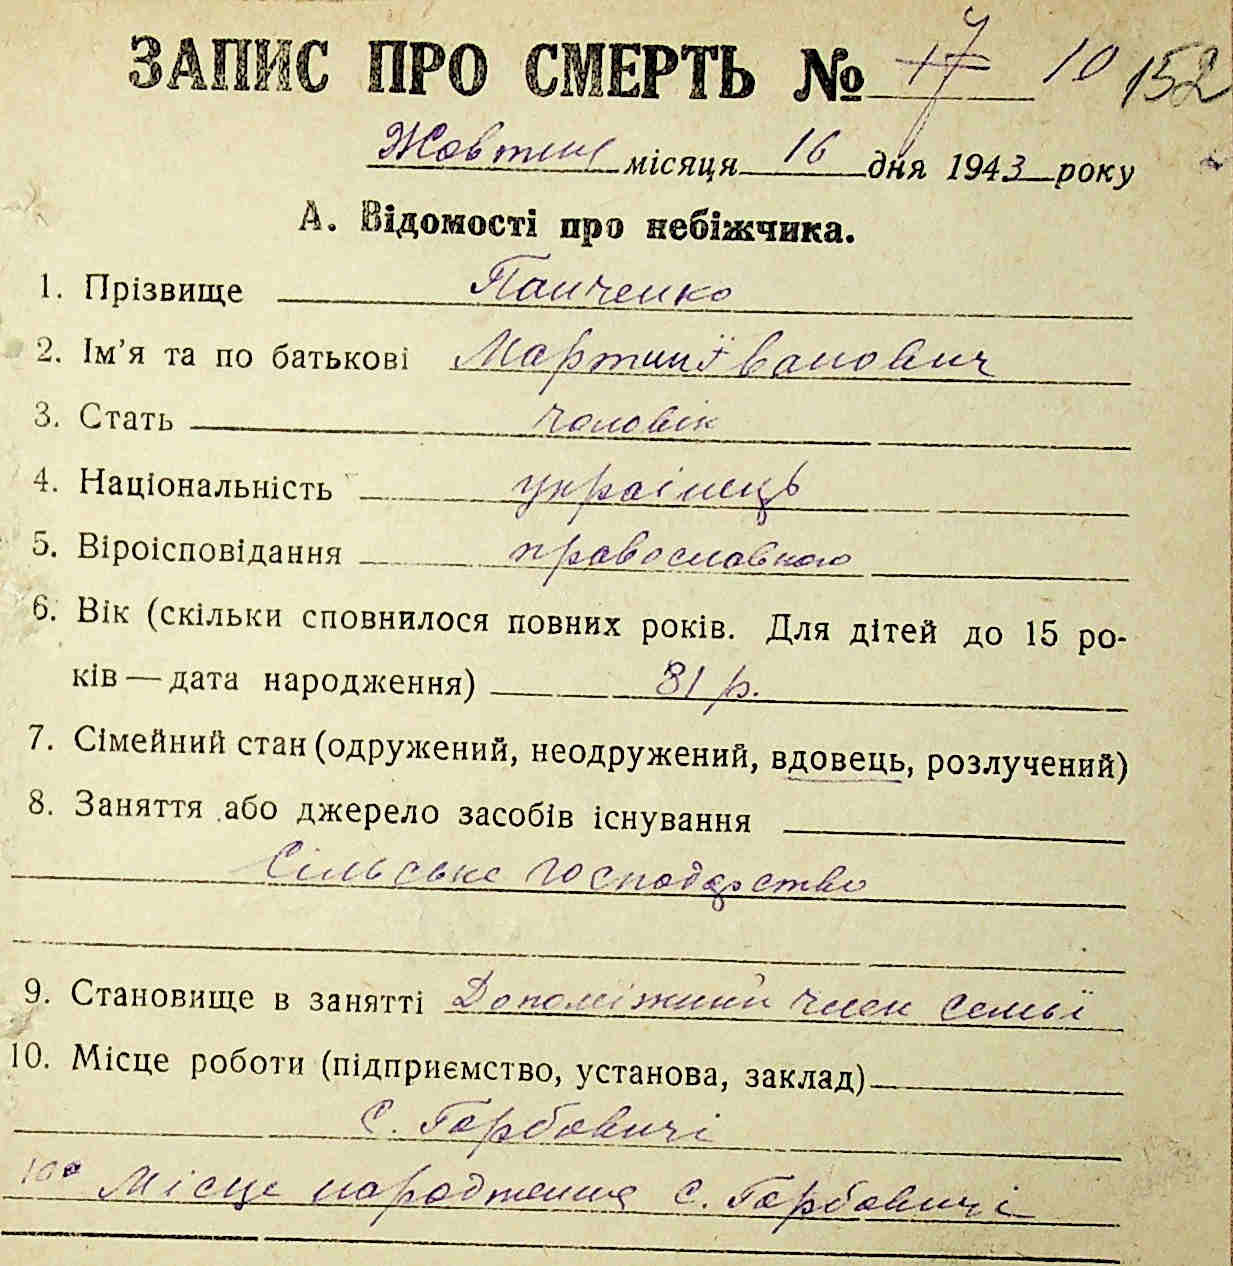 ЗАПИС ПРО СМЕРТЬ № 17 10 152
Жовтня місяця 16 дня 1943 року
А. Відомості про небіжчика.
1. Прізвище Панченко
2. Ім'я та по батькові Мартин Іванович
3. Стать чоловік
4. Національність українець
5. Віроісповідання православного
6. Вік (скільки сповнилося повних років. Для дітей до 15 ро-
ків — дата народження) 81 р.
7. Сімейний стан (одружений, неодружений, вдовець, розлучений)
8. Заняття або джерело засобів існування
Сільське господарство
9. Становище в занятті Допоміжний член семьї
10. Місце роботи (підприємство, установа, заклад)
с. Горбовичі
10а Місце народження с. Горбовичі